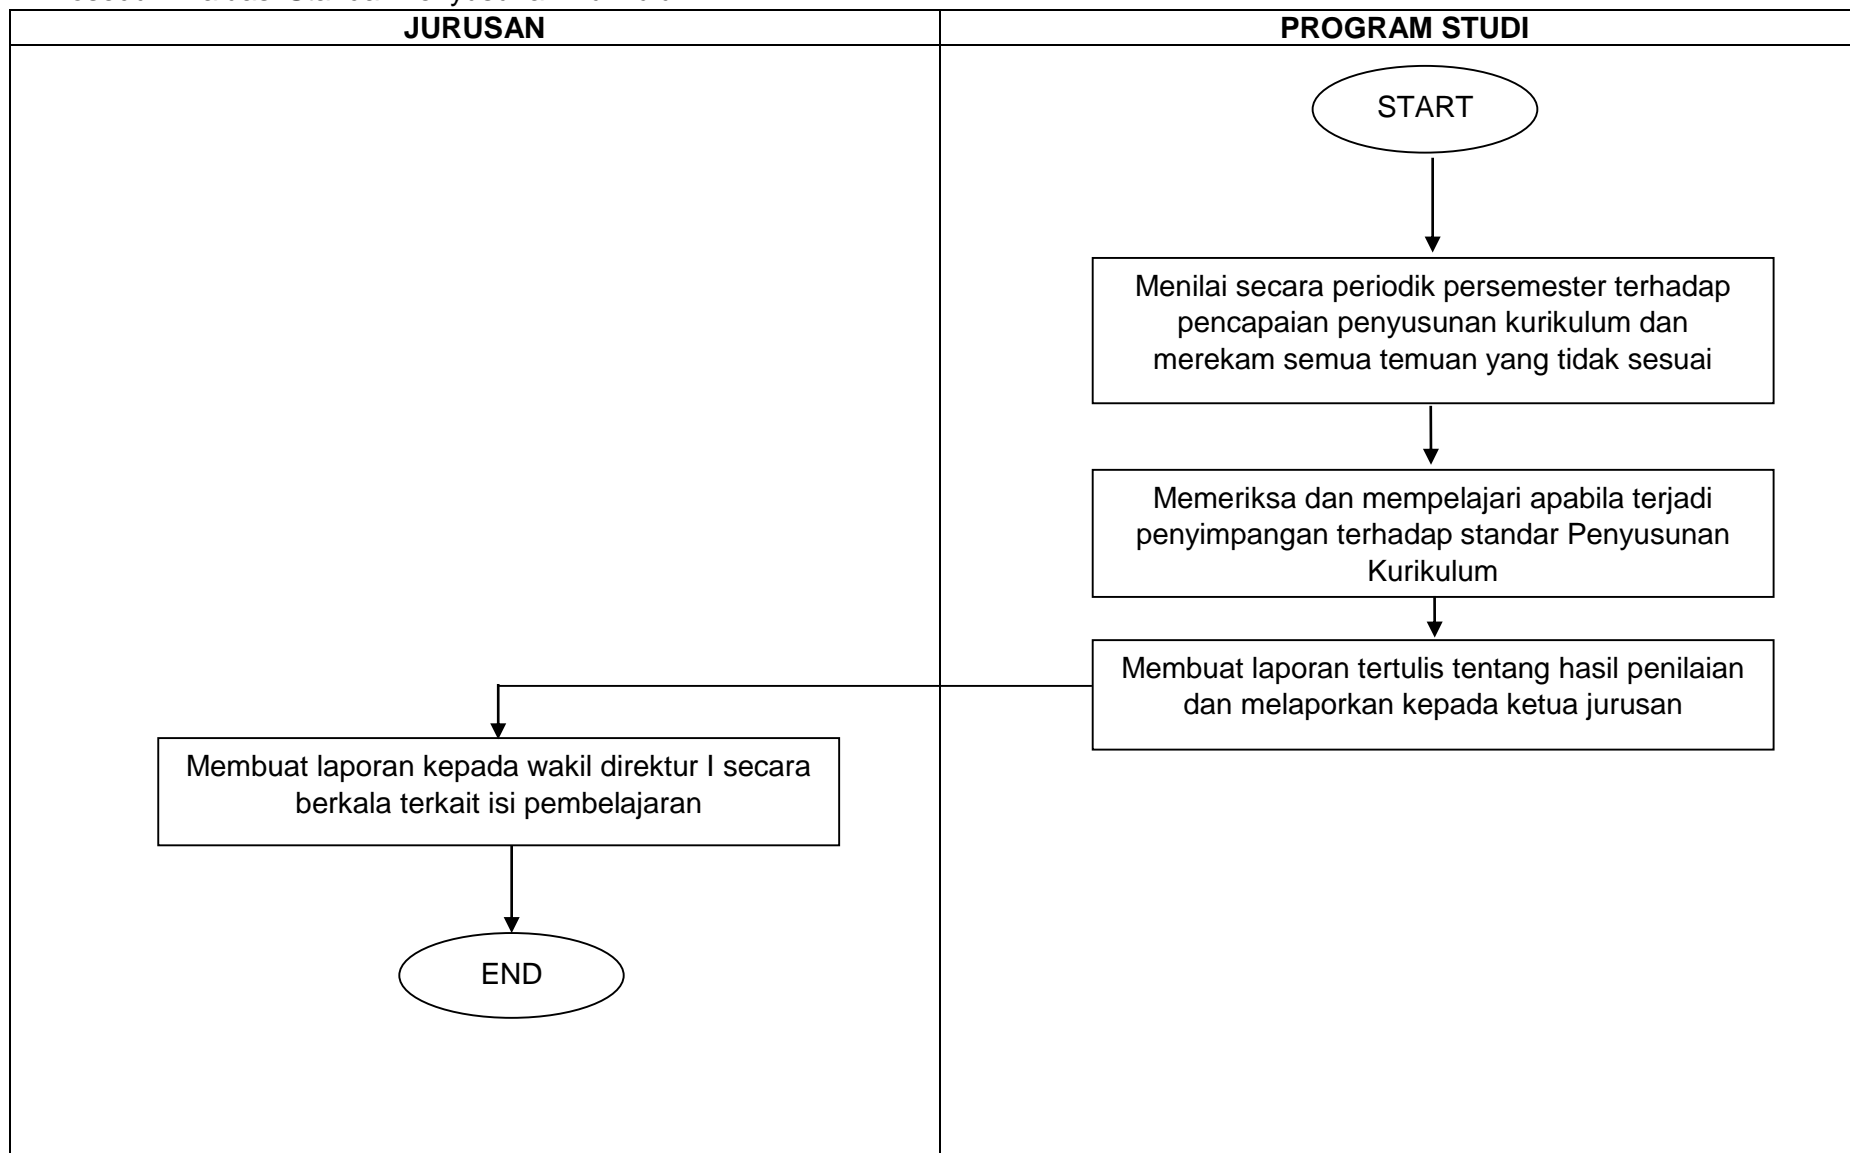 JURUSAN
PROGRAM STUDI
START
Menilai secara periodik persemester terhadap
pencapaian penyusunan kurikulum dan
merekam semua temuan yang tidak sesuai
Memeriksa dan mempelajari apabila terjadi
penyimpangan terhadap standar Penyusunan
Kurikulum
Membuat laporan tertulis tentang hasil penilaian
dan melaporkan kepada ketua jurusan
Membuat laporan kepada wakil direktur I secara
berkala terkait isi pembelajaran
END